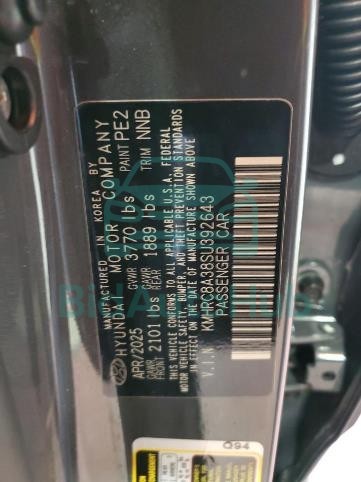 MANUFACTURED IN KOREA BY
HYUNDAI MOTOR COMPANY
APR/2025 GVWR 3770 lbs PAINT PE2
GAWR FRONT 2101 lbs GAWR REAR 1889 lbs TRIM NNB
THIS VEHICLE CONFORMS TO ALL APPLICABLE U.S.A. FEDERAL
MOTOR VEHICLE SAFETY, BUMPER, AND THEFT PREVENTION STANDARDS
IN EFFECT ON THE DATE OF MANUFACTURE SHOWN ABOVE
V.I.N KMHRC8A38SU392643
PASSENGER CAR
Q94